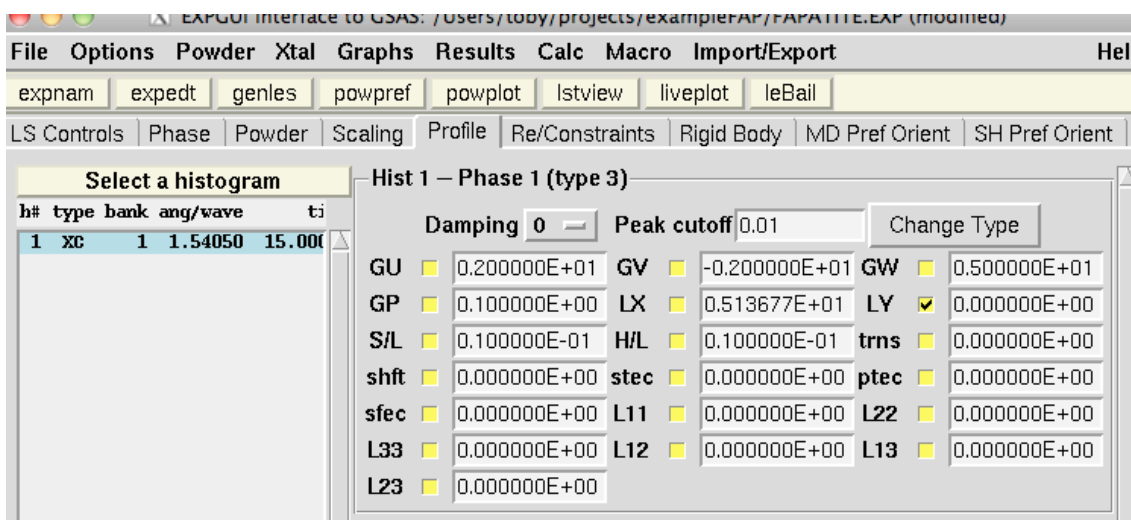 EXPGUI interface to GSAS: /Users/toby/projects/exampleFAP/FAPATITE.EXP (modified)
File Options Powder Xtal Graphs Results Calc Macro Import/Export Hel
expnam expedt genles powpref powplot lstview liveplot leBail
LS Controls Phase Powder Scaling Profile Re/Constraints Rigid Body MD Pref Orient SH Pref Orient
Select a histogram
h# type bank ang/wave ti
1 XC 1 1.54050 15.000
Hist 1 – Phase 1 (type 3)
Damping 0 Peak cutoff 0.01 Change Type
GU 0.200000E+01 GV -0.200000E+01 GW 0.500000E+01
GP 0.100000E+00 LX 0.513677E+01 LY 0.000000E+00
S/L 0.100000E-01 H/L 0.100000E-01 trns 0.000000E+00
shft 0.000000E+00 stec 0.000000E+00 ptec 0.000000E+00
sfec 0.000000E+00 L11 0.000000E+00 L22 0.000000E+00
L33 0.000000E+00 L12 0.000000E+00 L13 0.000000E+00
L23 0.000000E+00